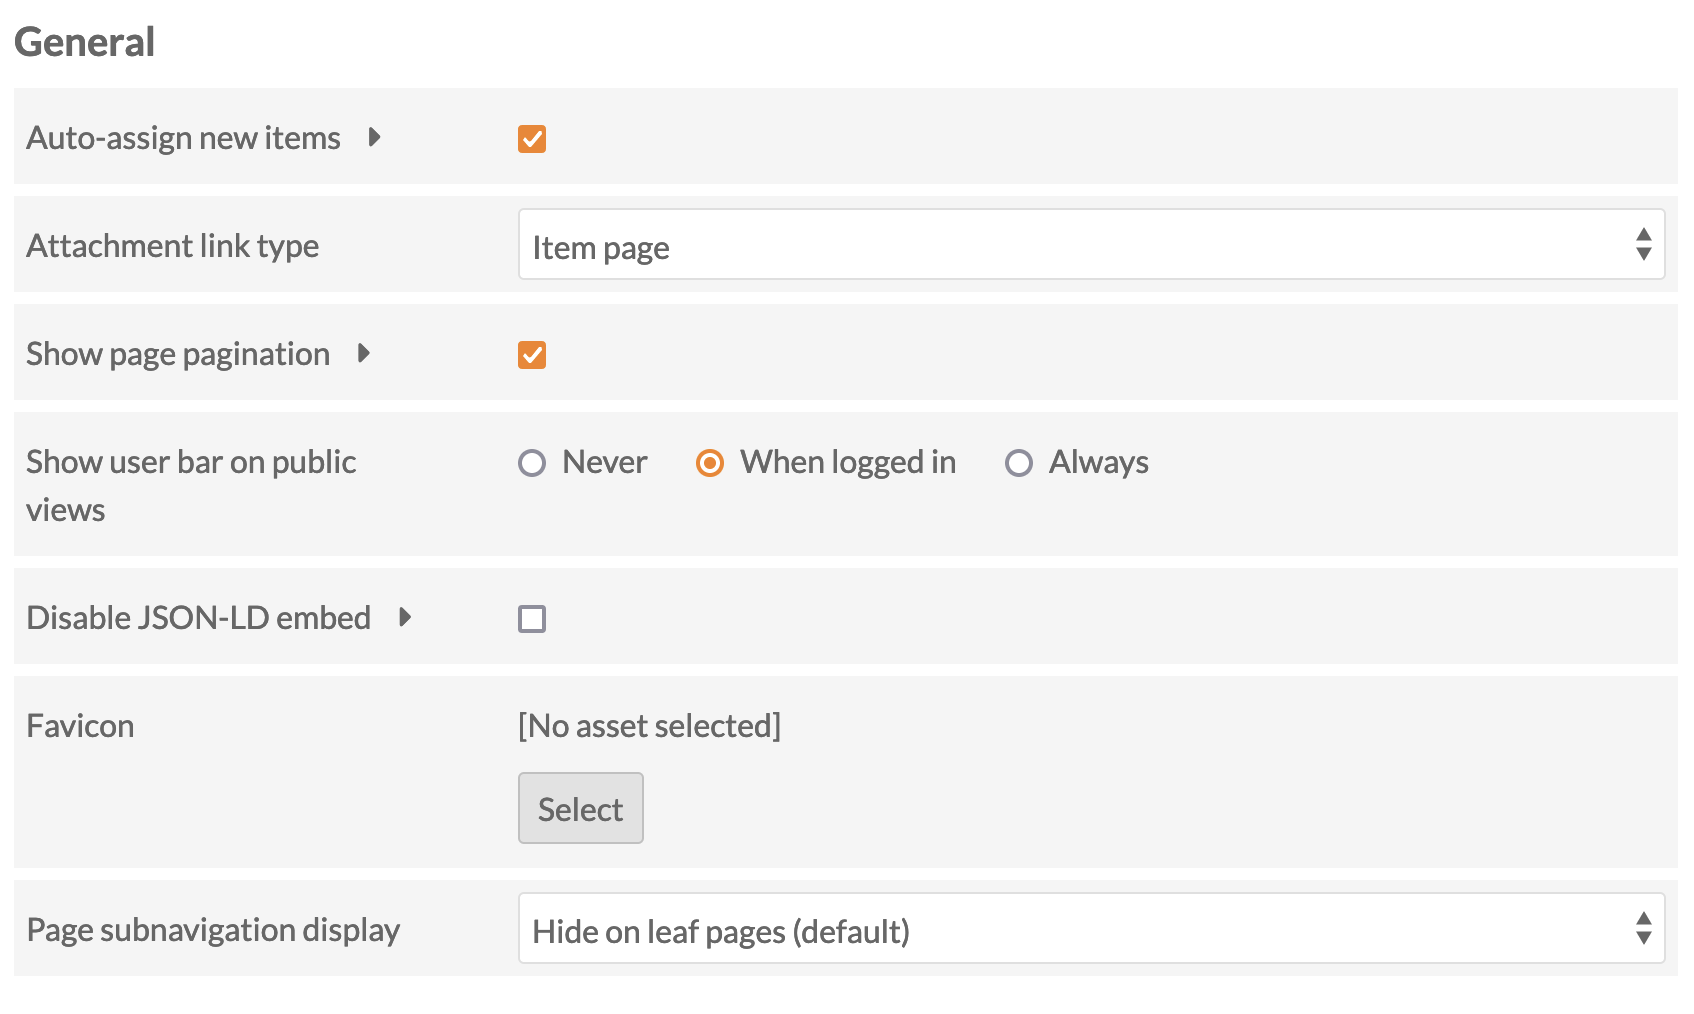 General
Auto-assign new items
Attachment link type
Item page
Show page pagination
Show user bar on public
views
Never
When logged in
Always
Disable JSON-LD embed
Favicon
[No asset selected]
Select
Page subnavigation display
Hide on leaf pages (default)